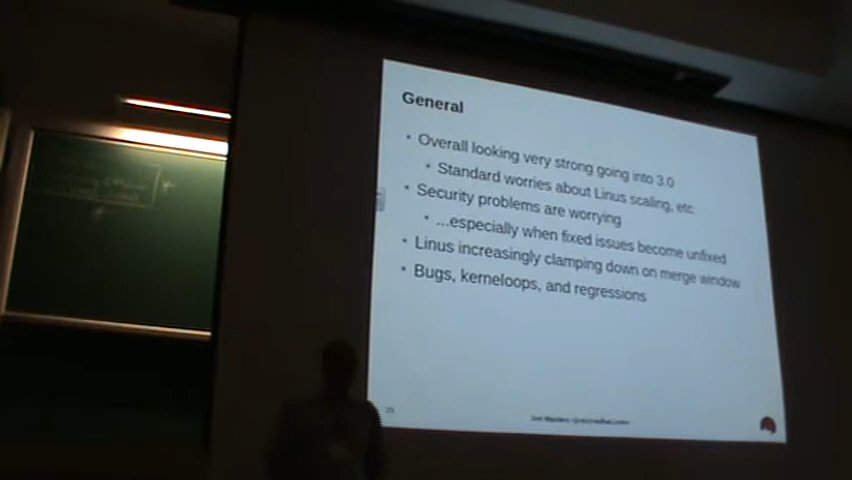 General
• Overall looking very strong going into 3.0
• Standard worries about Linus scaling, etc.
• Security problems are worrying
• ...especially when fixed issues become unfixed
• Linus increasingly clamping down on merge window
• Bugs, kerneloops, and regressions